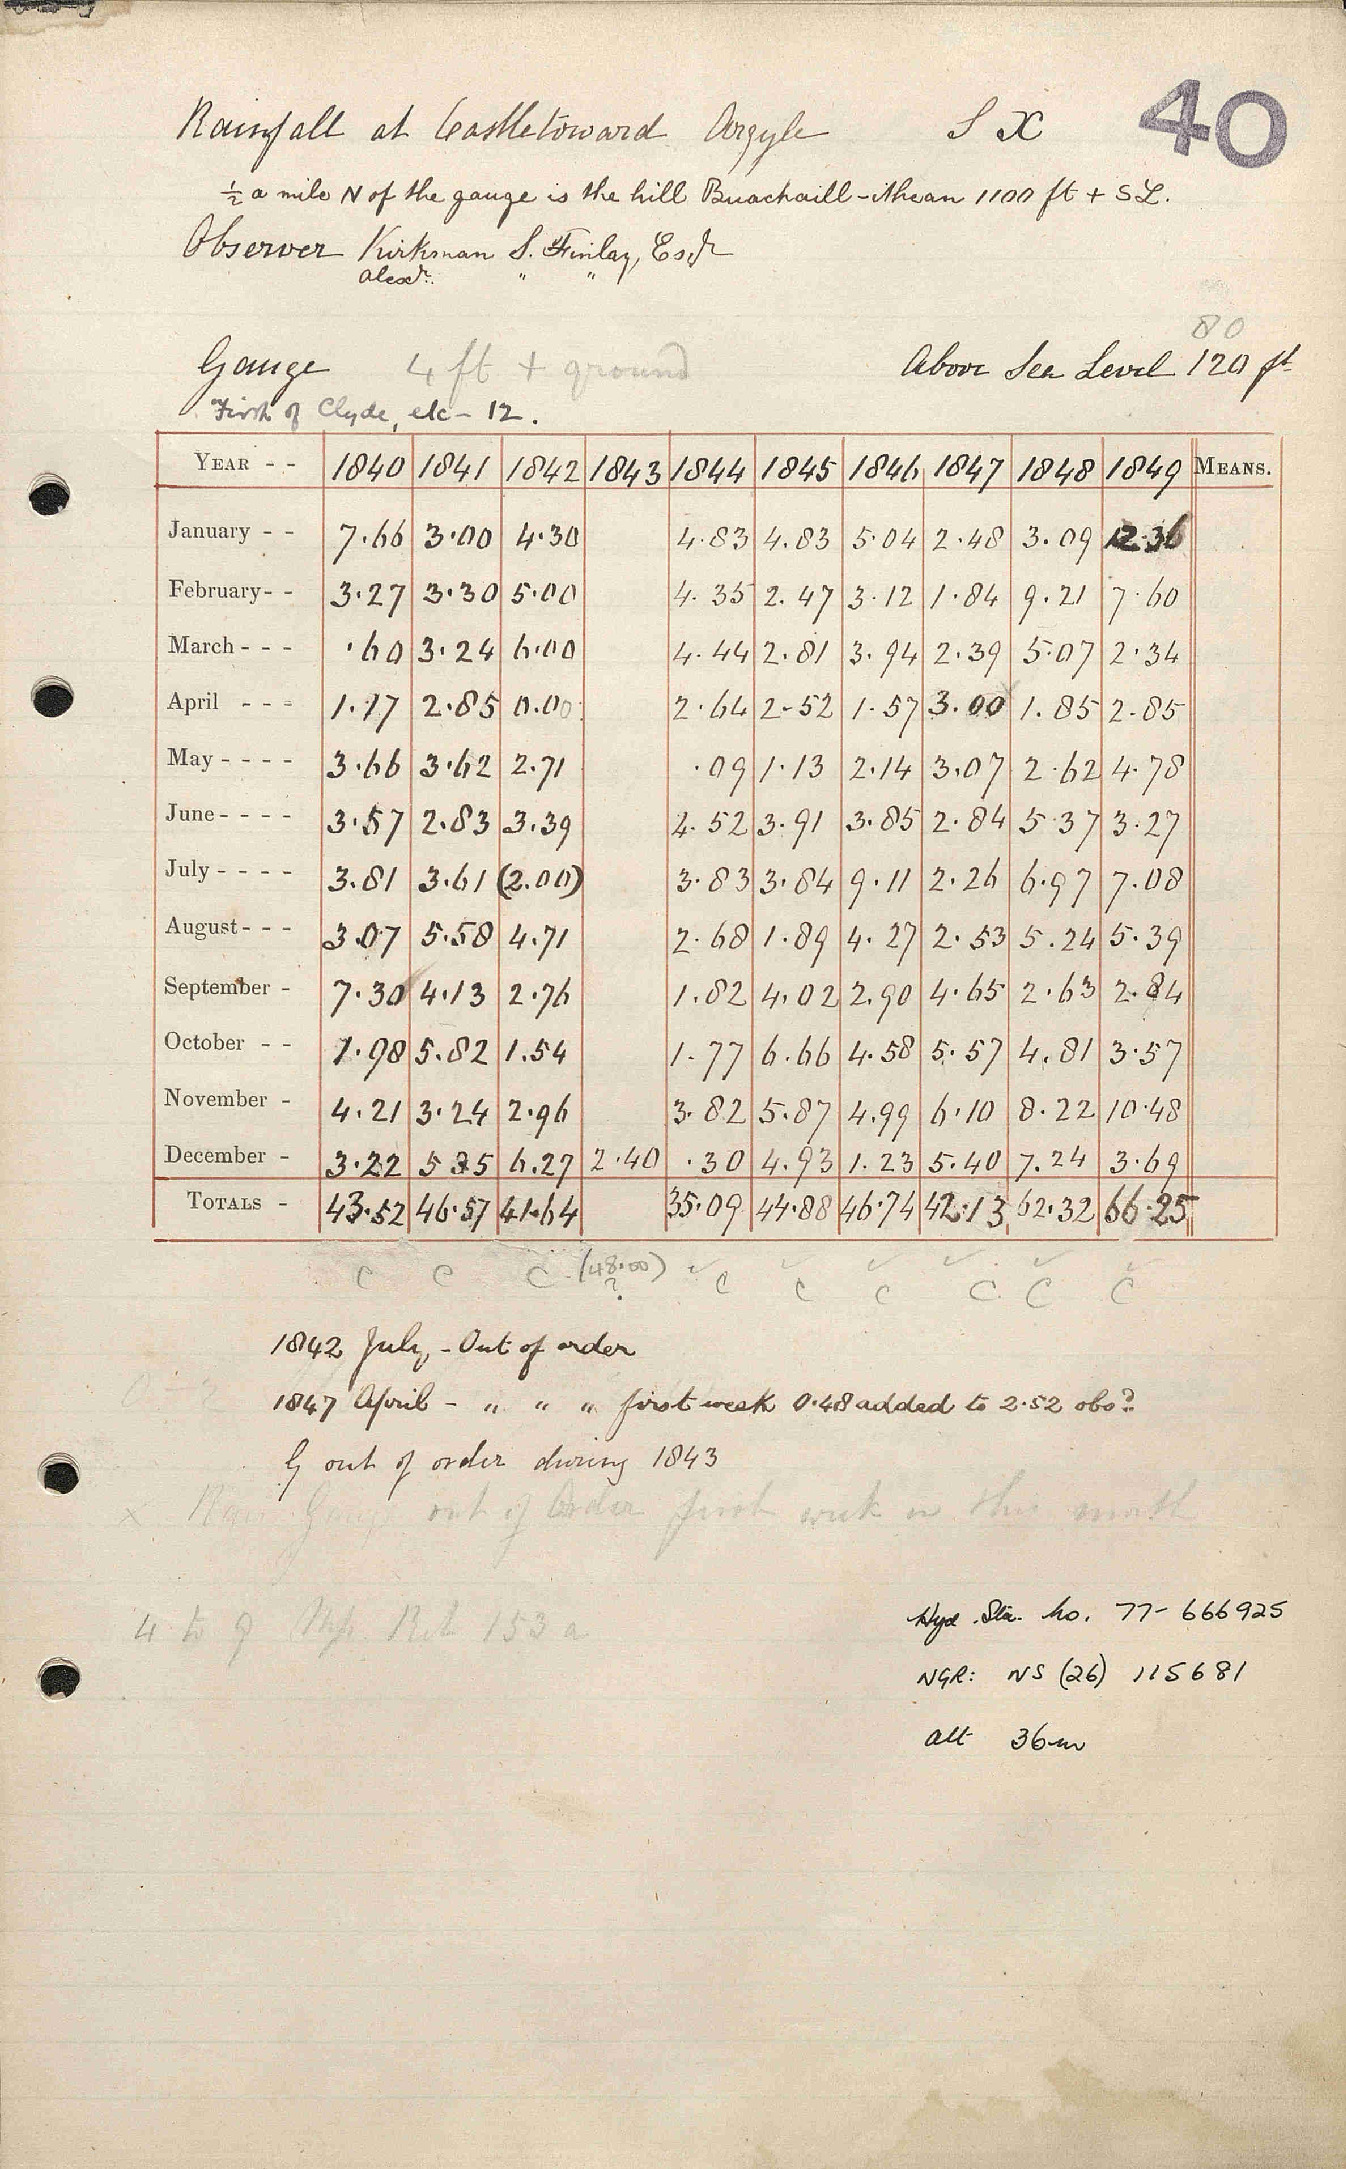 40
Rainfall at Castletoward Argyle S X
½ a mile N of the gauge is the hill Buachaill-ithean 1100 ft + SL.
Observer Kirkman S. Finlay, Esqr
Alexr. " "
80
Gauge 4 ft + ground Above Sea Level 120 ft
Firth of Clyde, etc - 12.
YEAR - - 1840 1841 1842 1843 1844 1845 1846 1847 1848 1849 MEANS.
January - - 7.66 3.00 4.30 4.83 4.83 5.04 2.48 3.09 12.36
February - - 3.27 3.30 5.00 4.35 2.47 3.12 1.84 9.21 7.60
March - - - .60 3.24 6.00 4.44 2.81 3.94 2.39 5.07 2.34
April - - - 1.17 2.85 0.00 2.64 2.52 1.57 3.00 x 1.85 2.85
May - - - - 3.66 3.62 2.71 .09 1.13 2.14 3.07 2.62 4.78
June - - - - 3.57 2.83 3.39 4.52 3.91 3.85 2.84 5.37 3.27
July - - - - 3.81 3.61 (2.00) 3.83 3.84 9.11 2.26 6.97 7.08
August - - - 3.07 5.58 4.71 2.68 1.89 4.27 2.53 5.24 5.39
September - 7.30 4.13 2.76 1.82 4.02 2.90 4.65 2.63 2.84
October - - 1.98 5.82 1.54 1.77 6.66 4.58 5.57 4.81 3.57
November - 4.21 3.24 2.96 3.82 5.87 4.99 6.10 8.22 10.48
December - 3.22 5.35 6.27 2.40 .30 4.93 1.23 5.40 7.24 3.69
TOTALS - 43.52 46.57 41.64 35.09 44.88 46.74 42.13 62.32 66.25
C C C (48.00) ? C C C C C C
1842 July - Out of order
1847 April - " " " first week 0.48 added to 2.52 obsd.
G out of order during 1843
x Rain Gauge out of Order first week in this month
4 to 9 Ret 153 a
Hyd. Sta. No. 77-666925
NGR: NS (26) 115681
alt 36m